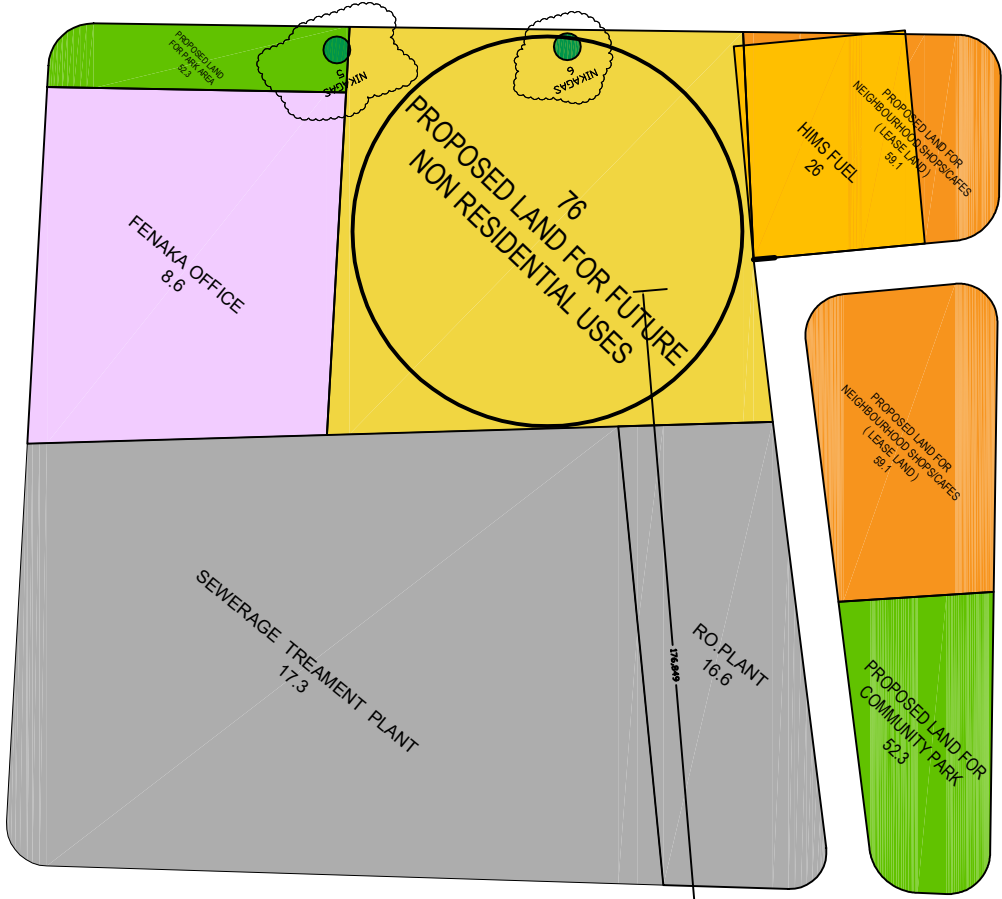 PROPOSED LAND
FOR PARK AREA
52.3
5
NIKAGAS
6
NIKAGAS
FENAKA OFFICE
8.6
76
PROPOSED LAND FOR FUTURE
NON RESIDENTIAL USES
HIMS FUEL
26
PROPOSED LAND FOR
NEIGHBOURHOOD SHOPS/CAFES
( LEASE LAND )
59.1
PROPOSED LAND FOR
NEIGHBOURHOOD SHOPS/CAFES
( LEASE LAND )
59.1
SEWERAGE TREAMENT PLANT
17.3
RO.PLANT
16.6
176.849
PROPOSED LAND FOR
COMMUNITY PARK
52.3